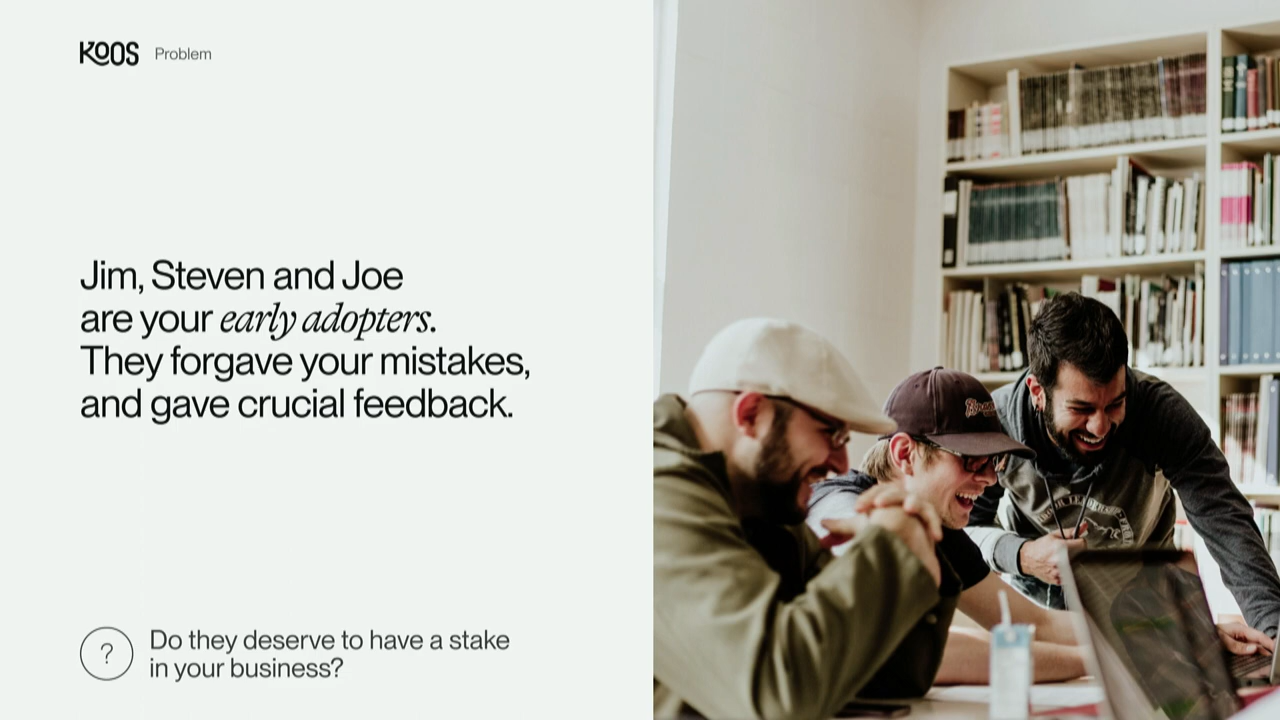 KOOS Problem
Jim, Steven and Joe
are your early adopters.
They forgave your mistakes,
and gave crucial feedback.
? Do they deserve to have a stake
in your business?